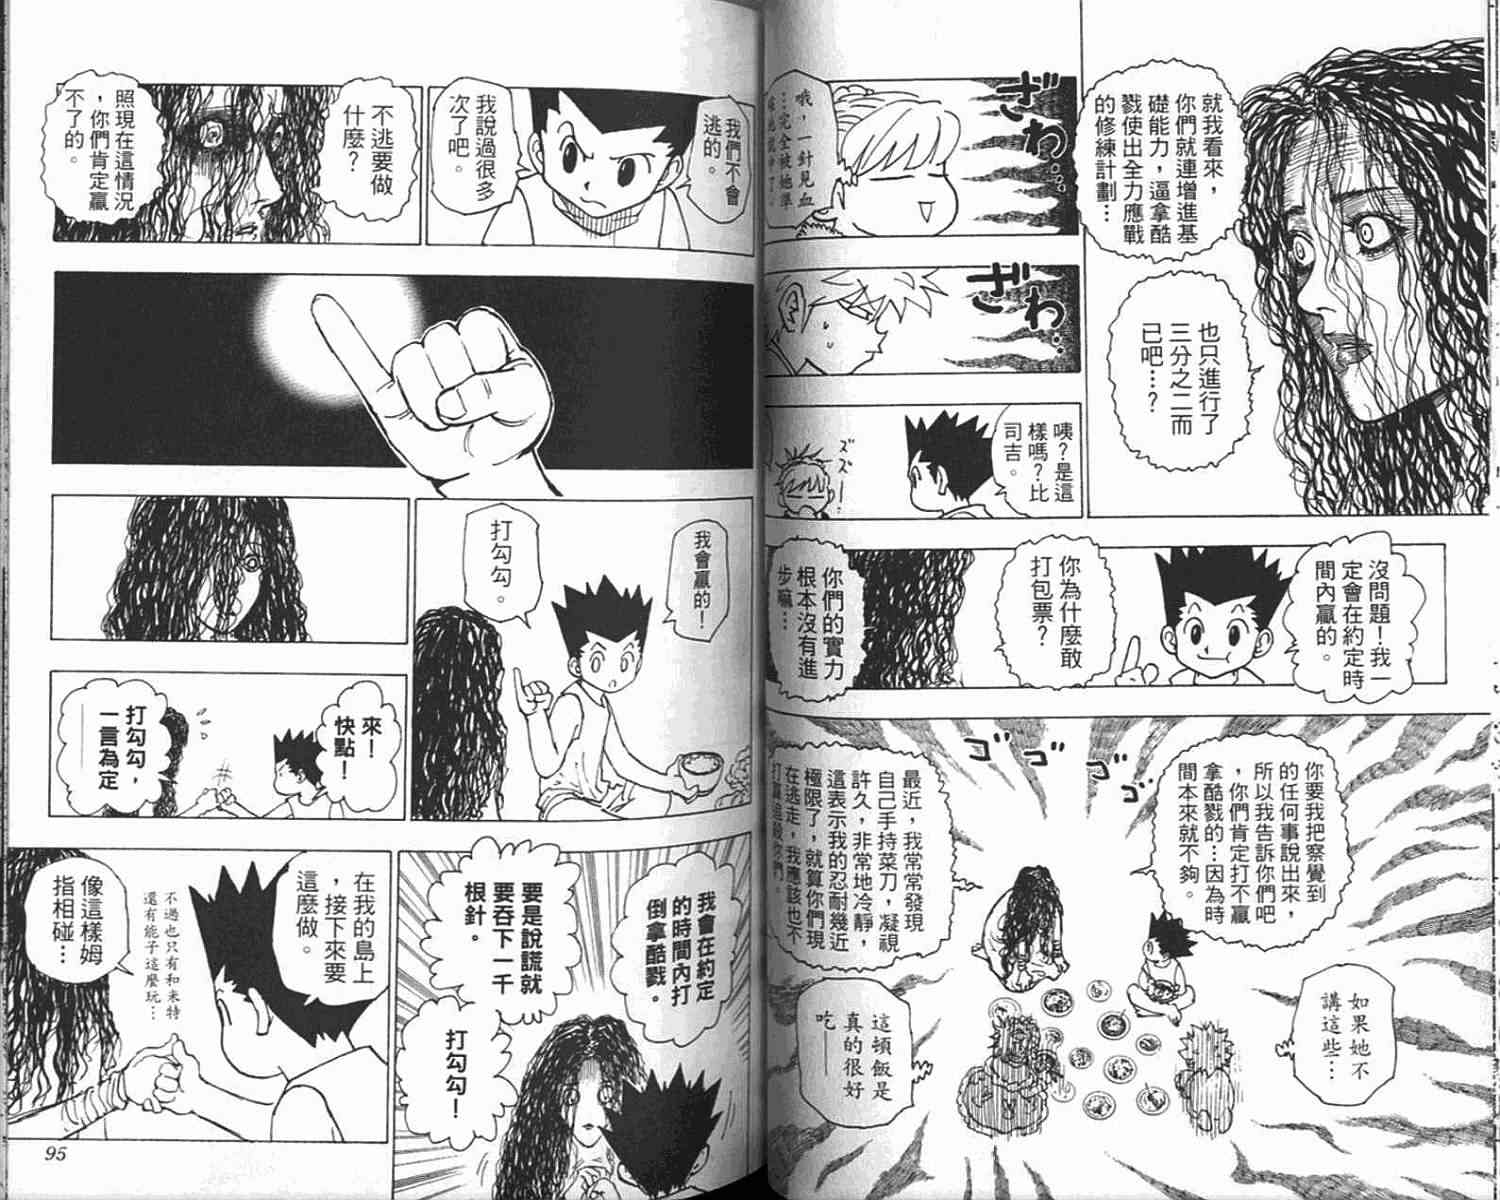 就我看來，
你們就連增進基
礎能力，逼拿酷
戮使出全力應戰
的修練計劃…
也只進行了
三分之二而
已吧…？
ざわ…
哦，一針見血
…完全被她準
ざわ…
咦？是這
樣嗎？比
司吉。
ズズ！
沒問題！我一
定會在約定時
間內贏的。
你為什麼敢
打包票？
你們的實力
根本沒有進
步嘛…
ゴゴゴゴ
你要我把察覺到
的任何事說出來，
所以我告訴你們吧
，你們肯定打不贏
拿酷戮的…因為時
間本來就不夠。
最近，我常常發現
自己手持菜刀，凝視
許久，非常地冷靜，
這表示我的忍耐幾近
極限了，就算你們現
在逃走，我應該也不
打算追殺你們。
如果她不
講這些…
這頓飯是
真的很好
吃——
我們不會
逃的。
我說過很多
次了吧。
不逃要做
什麼？
照現在這情況
，你們肯定贏
不了的。
我會贏的！
打勾勾。
來！
快點！
打勾勾，
一言為定
——
我會在約定
的時間內打
倒拿酷戮。
要是說謊就
要吞下一千
根針。
打勾勾！
在我的島上
，接下來要
這麼做。
不過也只有和米特
還有能子這麼玩…
像這樣姆
指相碰…
95